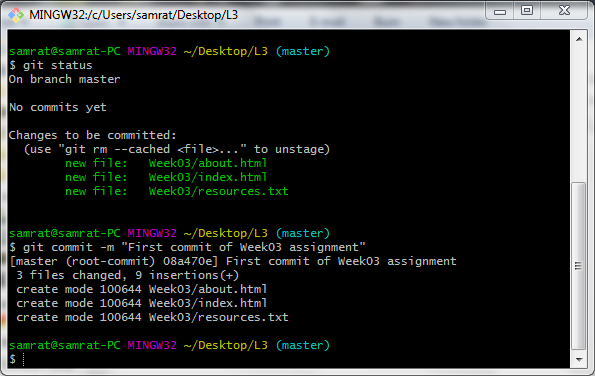 MINGW32:/c/Users/samrat/Desktop/L3
samrat@samrat-PC MINGW32 ~/Desktop/L3 (master)
$ git status
On branch master
No commits yet
Changes to be committed:
(use "git rm --cached <file>..." to unstage)
new file: Week03/about.html
new file: Week03/index.html
new file: Week03/resources.txt
samrat@samrat-PC MINGW32 ~/Desktop/L3 (master)
$ git commit -m "First commit of Week03 assignment"
[master (root-commit) 08a470e] First commit of Week03 assignment
3 files changed, 9 insertions(+)
create mode 100644 Week03/about.html
create mode 100644 Week03/index.html
create mode 100644 Week03/resources.txt
samrat@samrat-PC MINGW32 ~/Desktop/L3 (master)
$